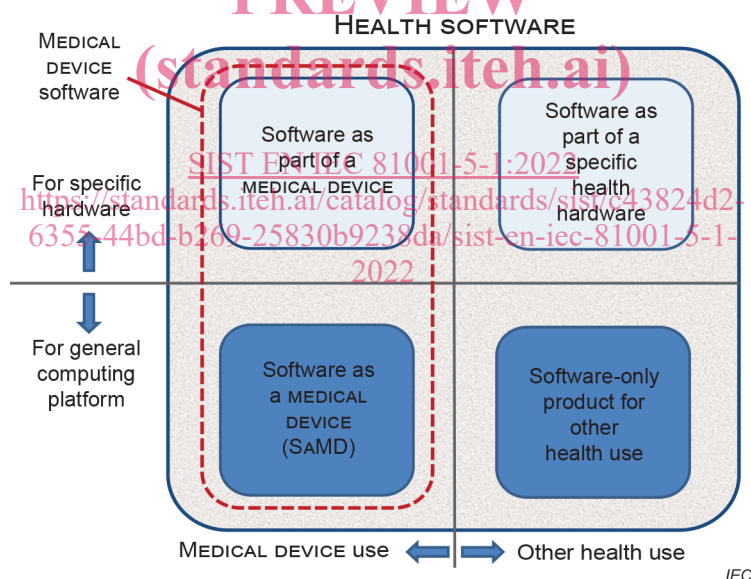 PREVIEW
HEALTH SOFTWARE
(standards.iteh.ai)
MEDICAL
DEVICE
software
Software as
part of a
MEDICAL DEVICE
Software as
part of a
specific
health
hardware
SIST EN IEC 81001-5-1:2022
https://standards.iteh.ai/catalog/standards/sist/c43824d2-
6355-44bd-b269-25830b9238da/sist-en-iec-81001-5-1-
2022
For specific
hardware
For general
computing
platform
Software as
a MEDICAL
DEVICE
(SAMD)
Software-only
product for
other
health use
MEDICAL DEVICE use
Other health use
IEC